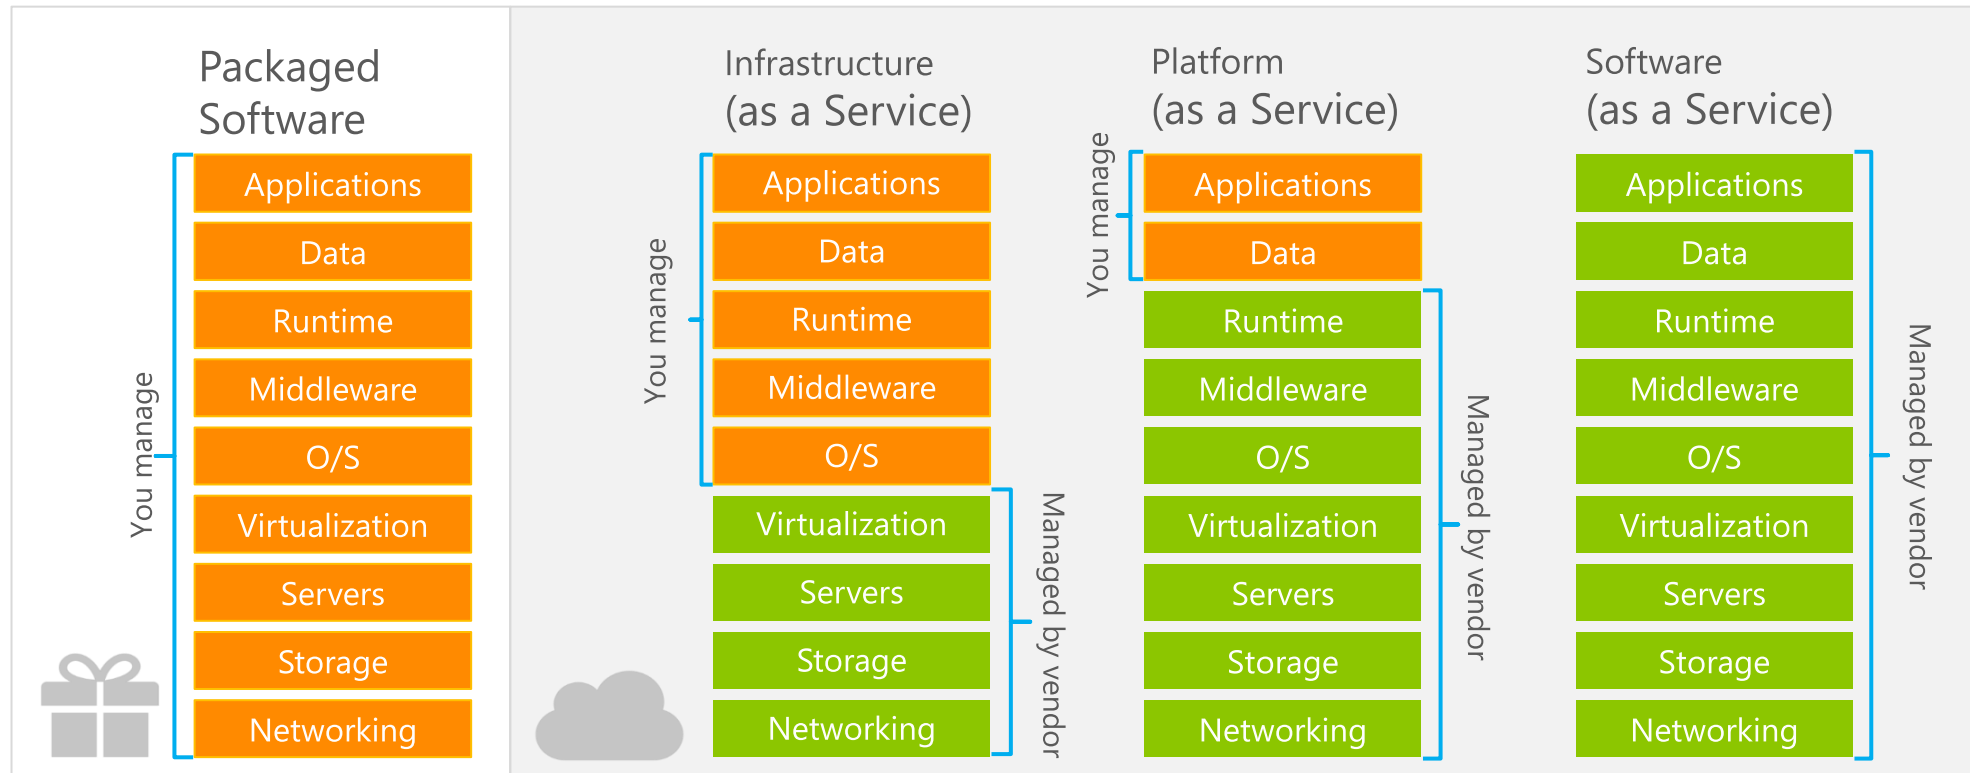 Packaged
Software
You manage
Applications
Data
Runtime
Middleware
O/S
Virtualization
Servers
Storage
Networking
Infrastructure
(as a Service)
You manage
Applications
Data
Runtime
Middleware
O/S
Virtualization
Servers
Storage
Networking
Managed by vendor
Platform
(as a Service)
You manage
Applications
Data
Runtime
Middleware
O/S
Virtualization
Servers
Storage
Networking
Managed by vendor
Software
(as a Service)
Applications
Data
Runtime
Middleware
O/S
Virtualization
Servers
Storage
Networking
Managed by vendor